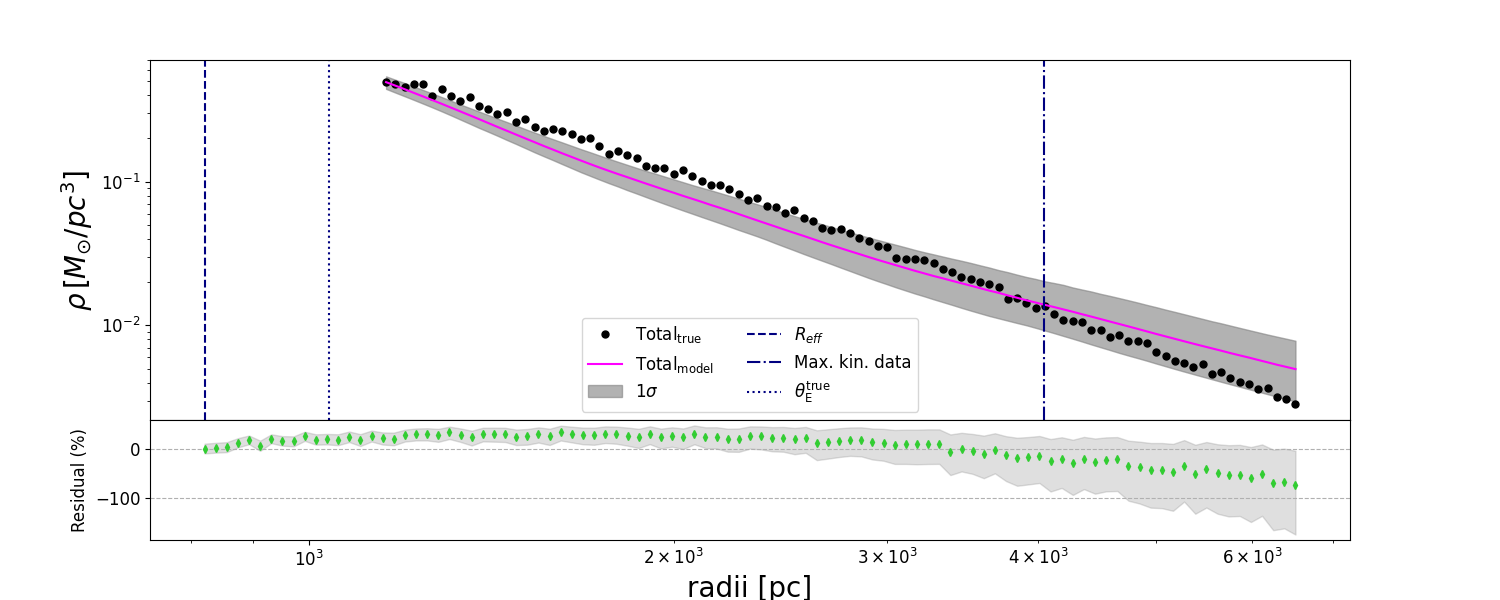 ρ [M⊙/pc³]
10⁻¹
10⁻²
Total_true
Total_model
1σ
R_eff
Max. kin. data
θ_E^true
Residual (%)
0
−100
10³
2 × 10³
3 × 10³
4 × 10³
6 × 10³
radii [pc]